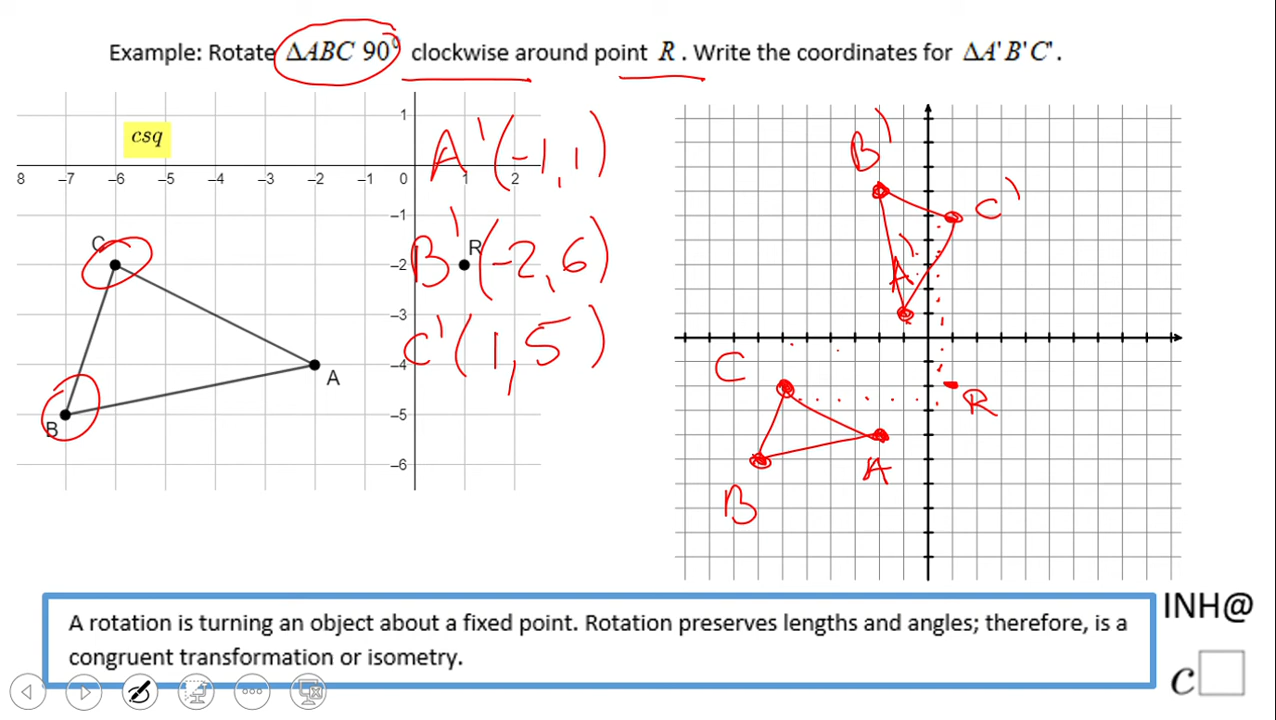 Example: Rotate ΔABC 90° clockwise around point R. Write the coordinates for ΔA'B'C'.
csq
1
8 –7 –6 –5 –4 –3 –2 –1 0 1 2
–1
–2
–3
–4
–5
–6
C
B
A
R
A'(-1,1)
B'(-2,6)
C'(1,5)
B'
C'
A'
C
R
A
B
A rotation is turning an object about a fixed point. Rotation preserves lengths and angles; therefore, is a
congruent transformation or isometry.
INH@
c